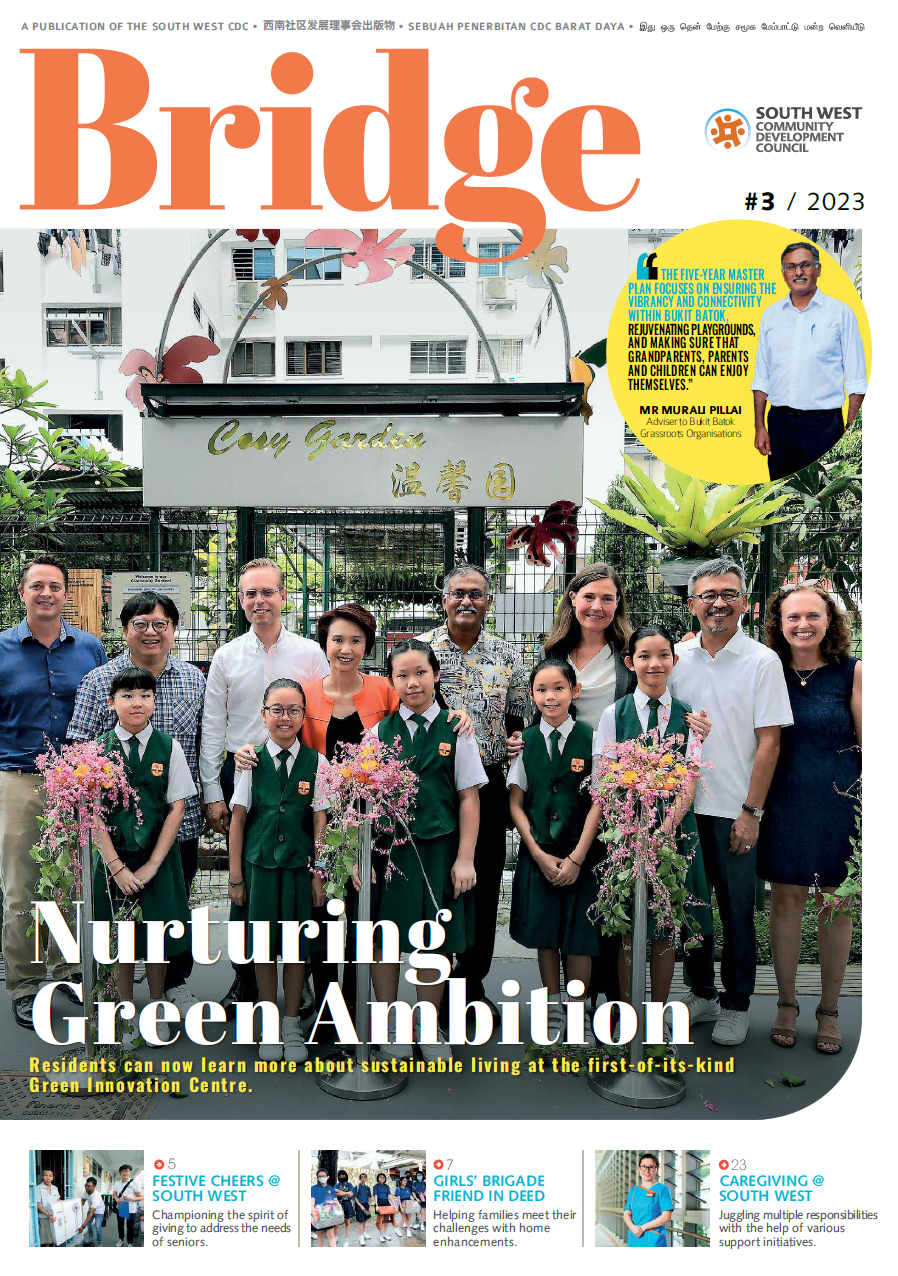 A PUBLICATION OF THE SOUTH WEST CDC • 西南社区发展理事会出版物 • SEBUAH PENERBITAN CDC BARAT DAYA • இது ஒரு தென் மேற்கு சமூக மேம்பாட்டு மன்ற வெளியீடு
Bridge
SOUTH WEST
COMMUNITY
DEVELOPMENT
COUNCIL
#3 / 2023
“THE FIVE-YEAR MASTER
PLAN FOCUSES ON ENSURING THE
VIBRANCY AND CONNECTIVITY
WITHIN BUKIT BATOK,
REJUVENATING PLAYGROUNDS,
AND MAKING SURE THAT
GRANDPARENTS, PARENTS
AND CHILDREN CAN ENJOY
THEMSELVES.”
MR MURALI PILLAI
Adviser to Bukit Batok
Grassroots Organisations
Cosy Garden
温馨园
Welcome to our
Community Garden!
Nurturing
Green Ambition
Residents can now learn more about sustainable living at the first-of-its-kind
Green Innovation Centre.
5
FESTIVE CHEERS @
SOUTH WEST
Championing the spirit of
giving to address the needs
of seniors.
7
GIRLS’ BRIGADE
FRIEND IN DEED
Helping families meet their
challenges with home
enhancements.
23
CAREGIVING @
SOUTH WEST
Juggling multiple responsibilities
with the help of various
support initiatives.